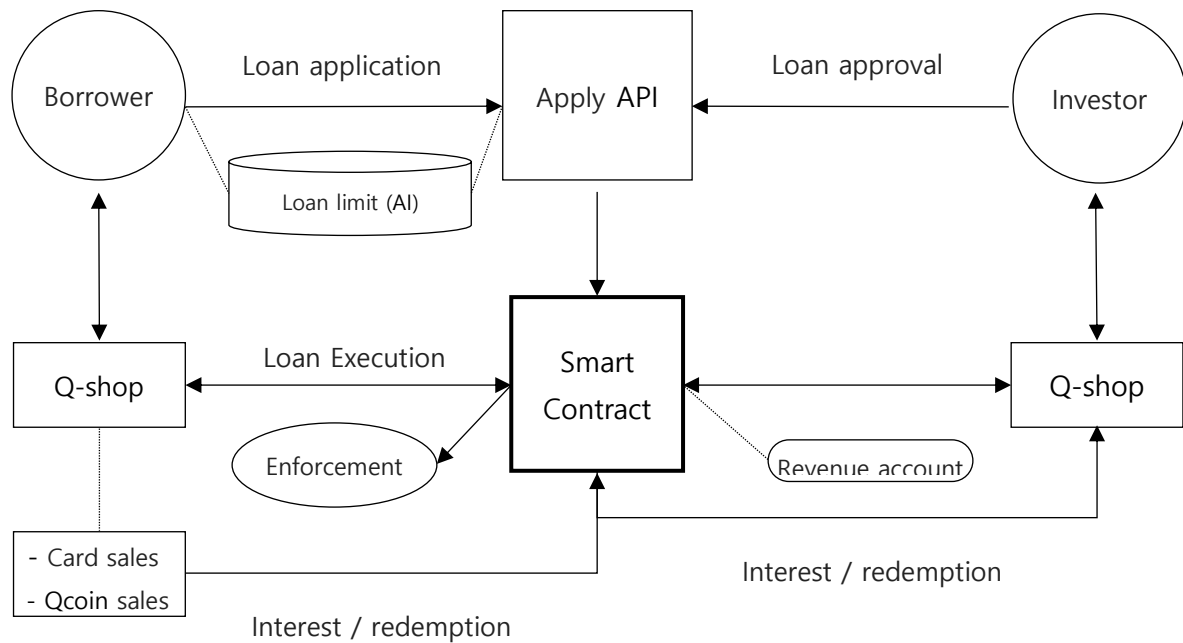 Loan application
Loan approval
Borrower
Apply API
Investor
Loan limit (AI)
Loan Execution
Q-shop
Smart
Contract
Q-shop
Enforcement
Revenue account
- Card sales
- Qcoin sales
Interest / redemption
Interest / redemption